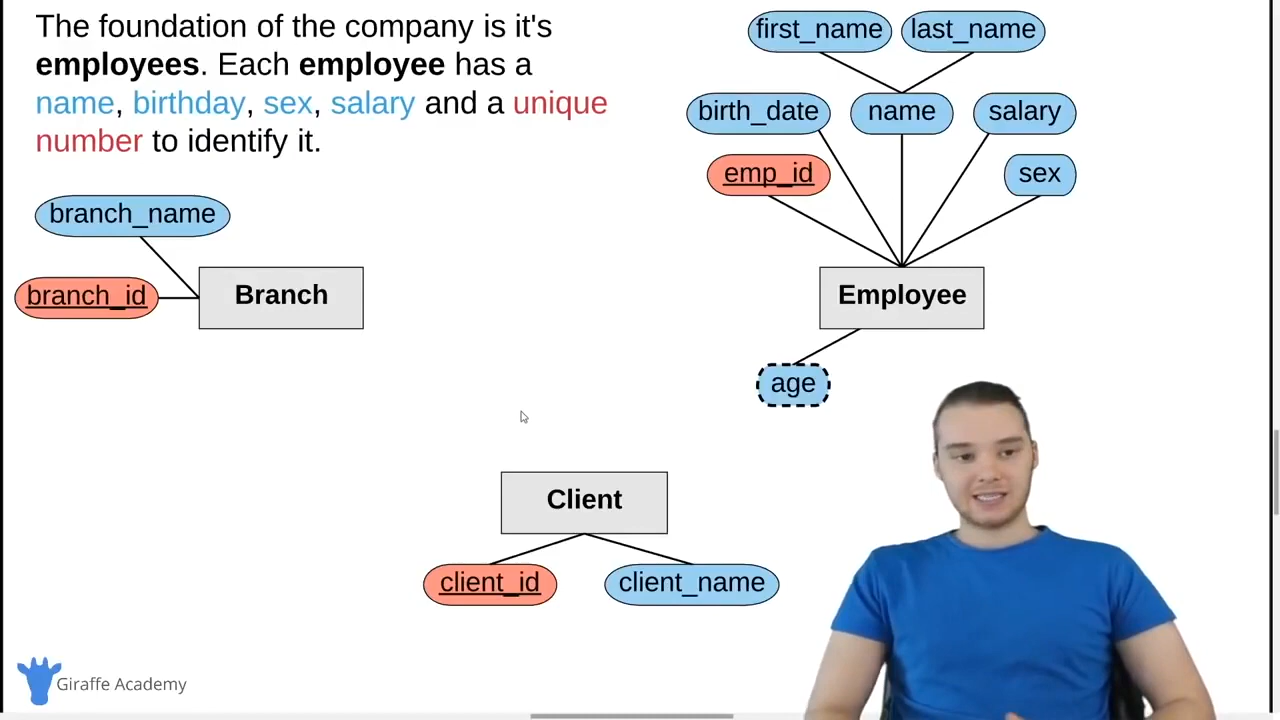 The foundation of the company is it's
employees. Each employee has a
name, birthday, sex, salary and a unique
number to identify it.
first_name
last_name
birth_date
name
salary
emp_id
sex
branch_name
branch_id
Branch
Employee
age
Client
client_id
client_name
Giraffe Academy